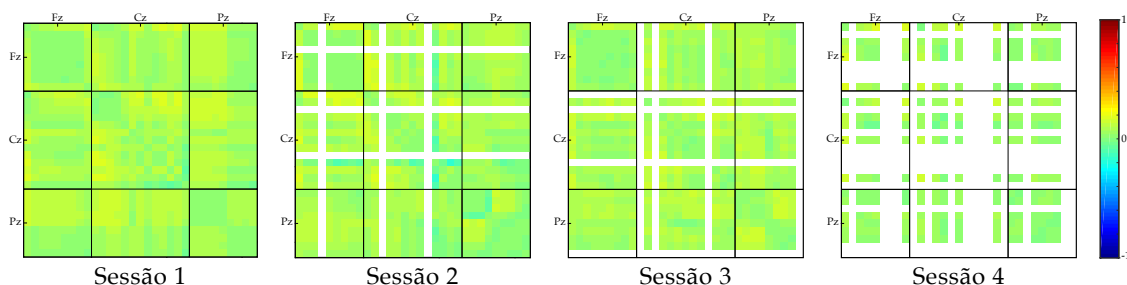 Fz Cz Pz
Fz
Cz
Pz
Sessão 1
Fz Cz Pz
Fz
Cz
Pz
Sessão 2
Fz Cz Pz
Fz
Cz
Pz
Sessão 3
Fz Cz Pz
Fz
Cz
Pz
Sessão 4
1
0
-1